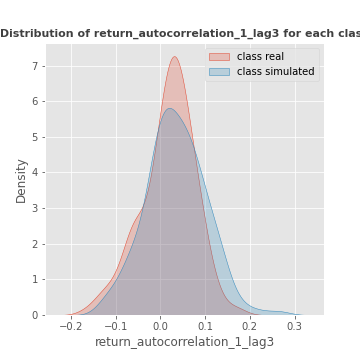 Distribution of return_autocorrelation_1_lag3 for each clas
class real
class simulated
7
6
5
4
3
2
1
0
Density
−0.2 −0.1 0.0 0.1 0.2 0.3
return_autocorrelation_1_lag3